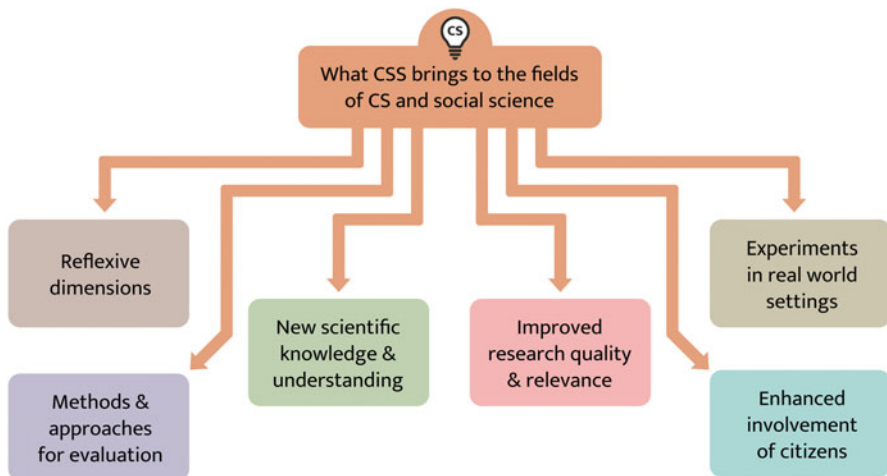 CS
What CSS brings to the fields
of CS and social science
Reflexive
dimensions
Experiments
in real world
settings
New scientific
knowledge &
understanding
Improved
research quality
& relevance
Methods &
approaches
for evaluation
Enhanced
involvement
of citizens